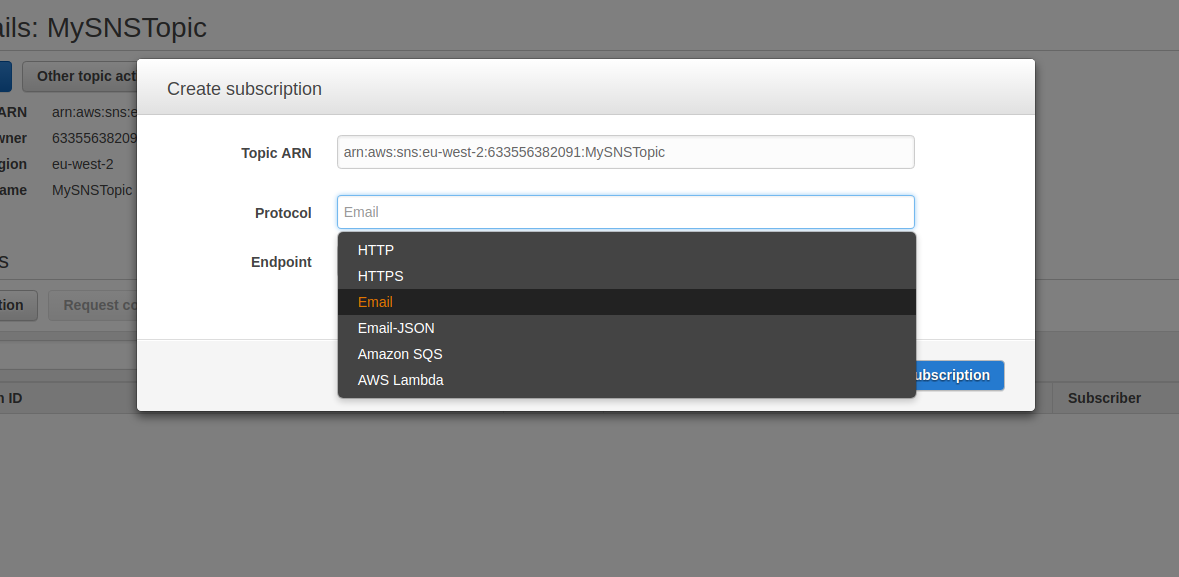 ils: MySNSTopic
Other topic act
Create subscription
ARN arn:aws:sns:e
wner 63355638209
gion eu-west-2
ame MySNSTopic
Topic ARN arn:aws:sns:eu-west-2:633556382091:MySNSTopic
Protocol Email
HTTP
HTTPS
Email
Email-JSON
Amazon SQS
AWS Lambda
Endpoint
s
tion Request co
ubscription
n ID Subscriber